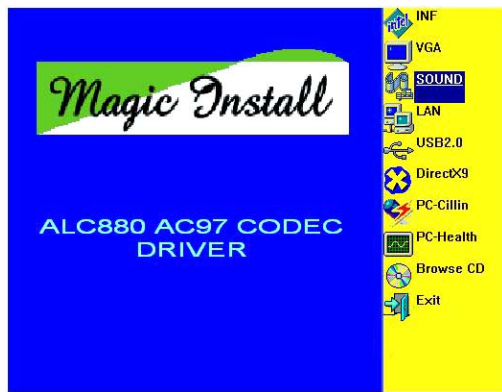 Magic Install
ALC880 AC97 CODEC
DRIVER
intel
INF
VGA
SOUND
LAN
USB2.0
DirectX9
PC-Cillin
PC-Health
Browse CD
Exit